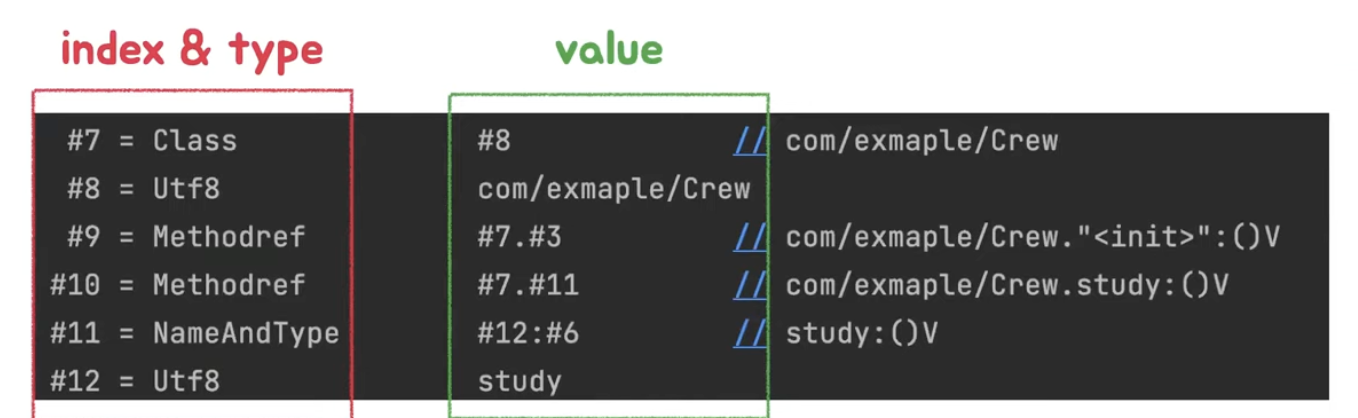 index & type value
#7 = Class #8 // com/exmaple/Crew
#8 = Utf8 com/exmaple/Crew
#9 = Methodref #7.#3 // com/exmaple/Crew."<init>":()V
#10 = Methodref #7.#11 // com/exmaple/Crew.study:()V
#11 = NameAndType #12:#6 // study:()V
#12 = Utf8 study